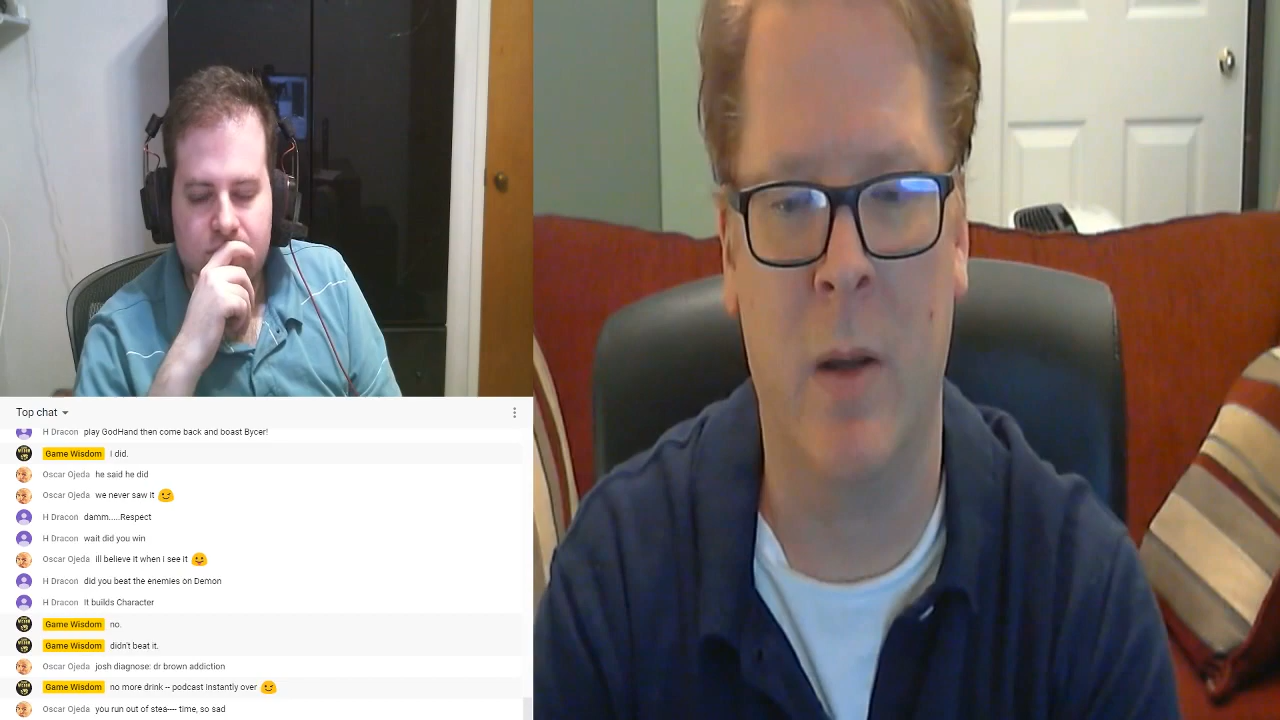 Top chat
H Dracon play GodHand then come back and boast Bycer!
Game Wisdom I did.
Oscar Ojeda he said he did
Oscar Ojeda we never saw it
H Dracon damm.....Respect
H Dracon wait did you win
Oscar Ojeda ill believe it when i see it
H Dracon did you beat the enemies on Demon
H Dracon It builds Character
Game Wisdom no.
Game Wisdom didn't beat it.
Oscar Ojeda josh diagnose: dr brown addiction
Game Wisdom no more drink -- podcast instantly over
Oscar Ojeda you run out of stea---- time, so sad